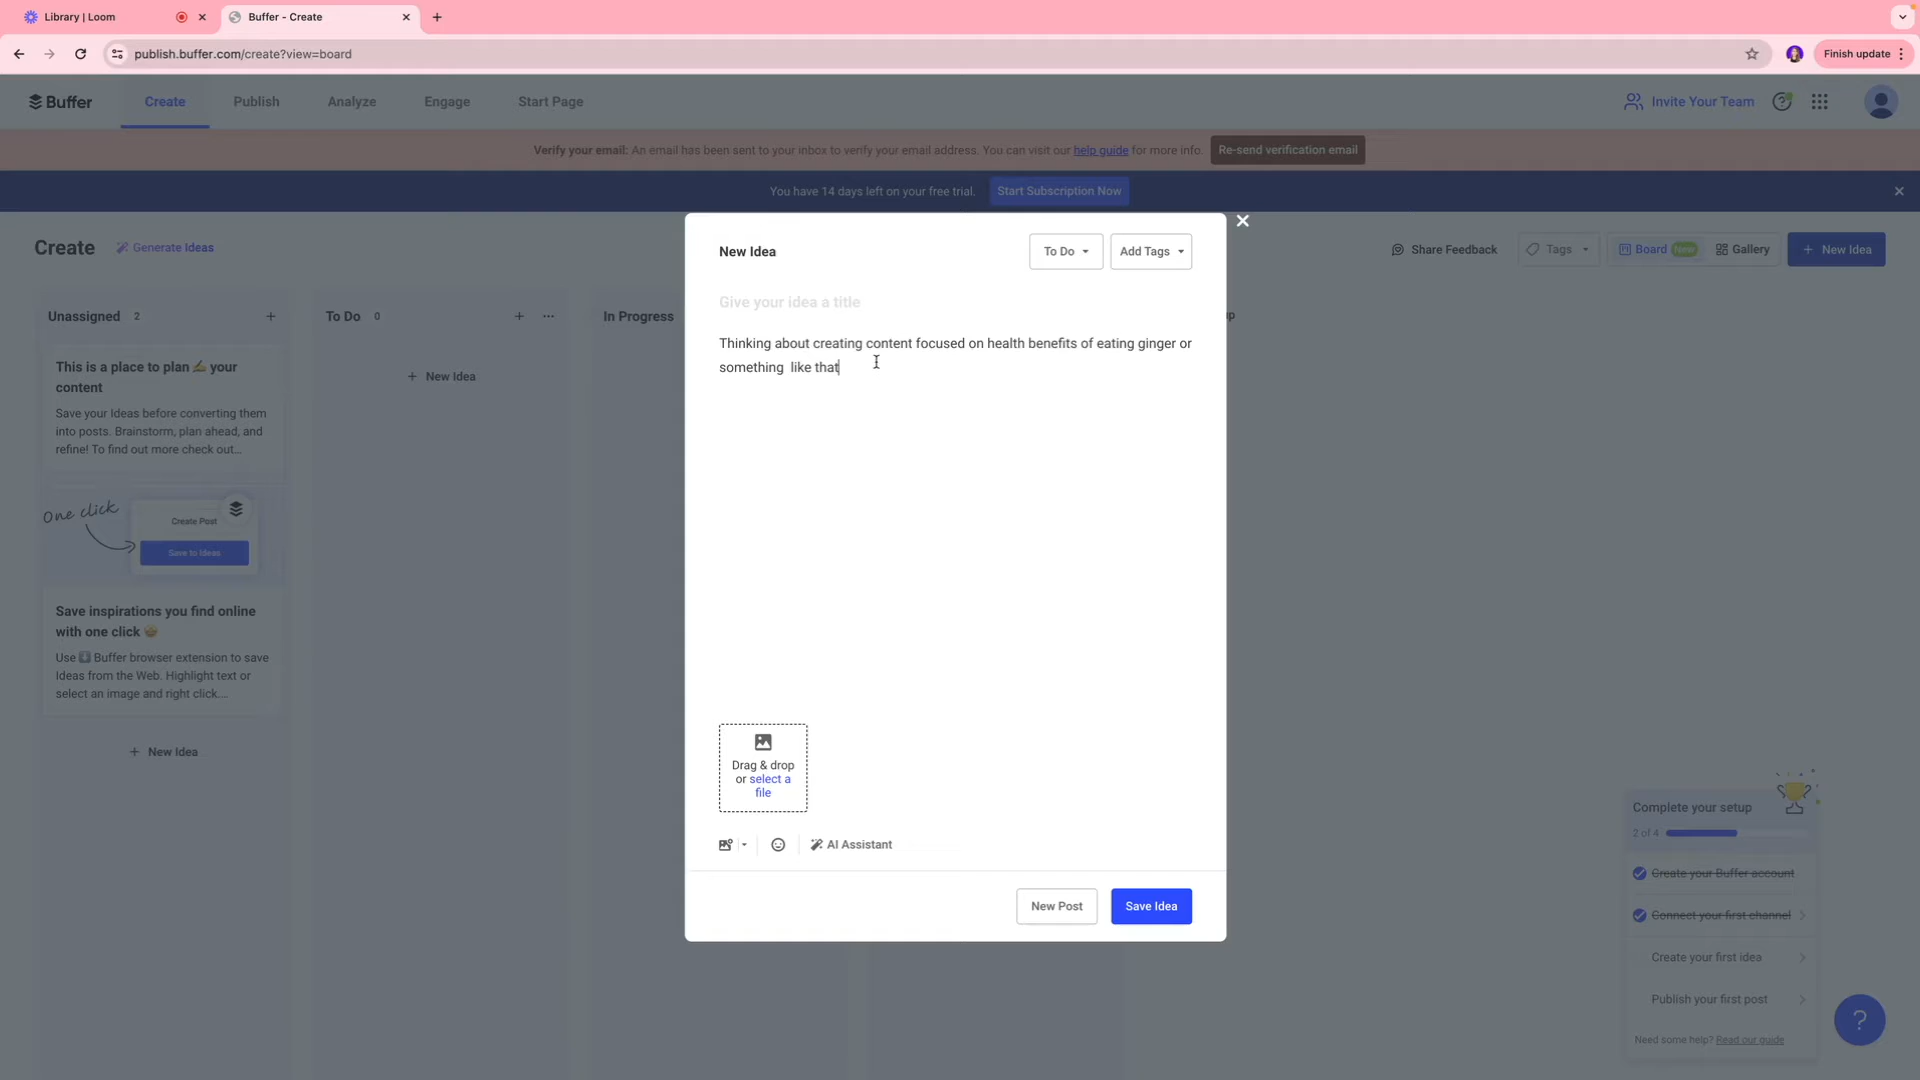 Library | Loom
Buffer - Create
publish.buffer.com/create?view=board
Finish update
Buffer
Create
Publish
Analyze
Engage
Start Page
Invite Your Team
Verify your email: An email has been sent to your inbox to verify your email address. You can visit our help guide for more info.
Re-send verification email
You have 14 days left on your free trial.
Start Subscription Now
Create
Generate Ideas
Share Feedback
Tags
Board New
Gallery
+ New Idea
Unassigned 2
This is a place to plan ✍️ your
content
Save your Ideas before converting them
into posts. Brainstorm, plan ahead, and
refine! To find out more check out...
One click
Create Post
Save to Ideas
Save inspirations you find online
with one click 🤩
Use ⬇️ Buffer browser extension to save
Ideas from the Web. Highlight text or
select an image and right click...
+ New Idea
To Do 0
+ New Idea
In Progress
New Idea
To Do
Add Tags
Give your idea a title
Thinking about creating content focused on health benefits of eating ginger or
something  like that
Drag & drop
or select a
file
AI Assistant
New Post
Save Idea
up
Complete your setup
2 of 4
Create your Buffer account
Connect your first channel
Create your first idea
Publish your first post
Need some help? Read our guide
?